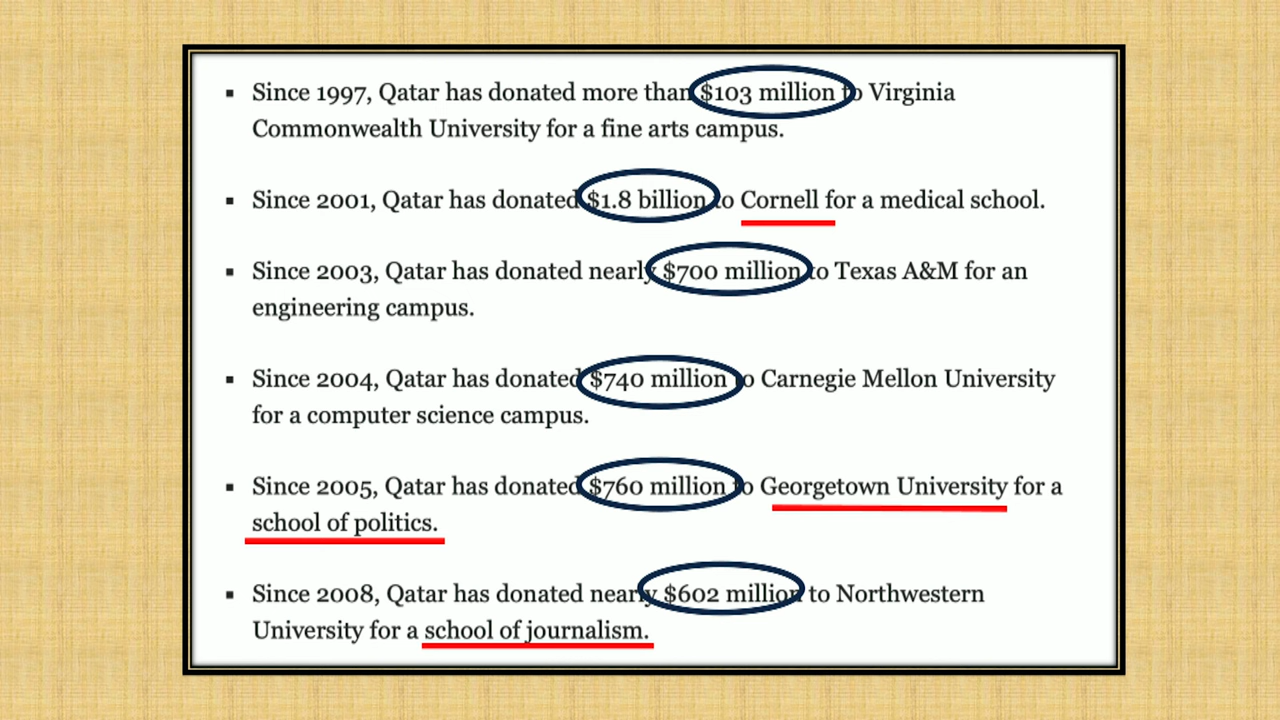 ▪ Since 1997, Qatar has donated more than $103 million to Virginia
Commonwealth University for a fine arts campus.
▪ Since 2001, Qatar has donated $1.8 billion to Cornell for a medical school.
▪ Since 2003, Qatar has donated nearly $700 million to Texas A&M for an
engineering campus.
▪ Since 2004, Qatar has donated $740 million to Carnegie Mellon University
for a computer science campus.
▪ Since 2005, Qatar has donated $760 million to Georgetown University for a
school of politics.
▪ Since 2008, Qatar has donated nearly $602 million to Northwestern
University for a school of journalism.